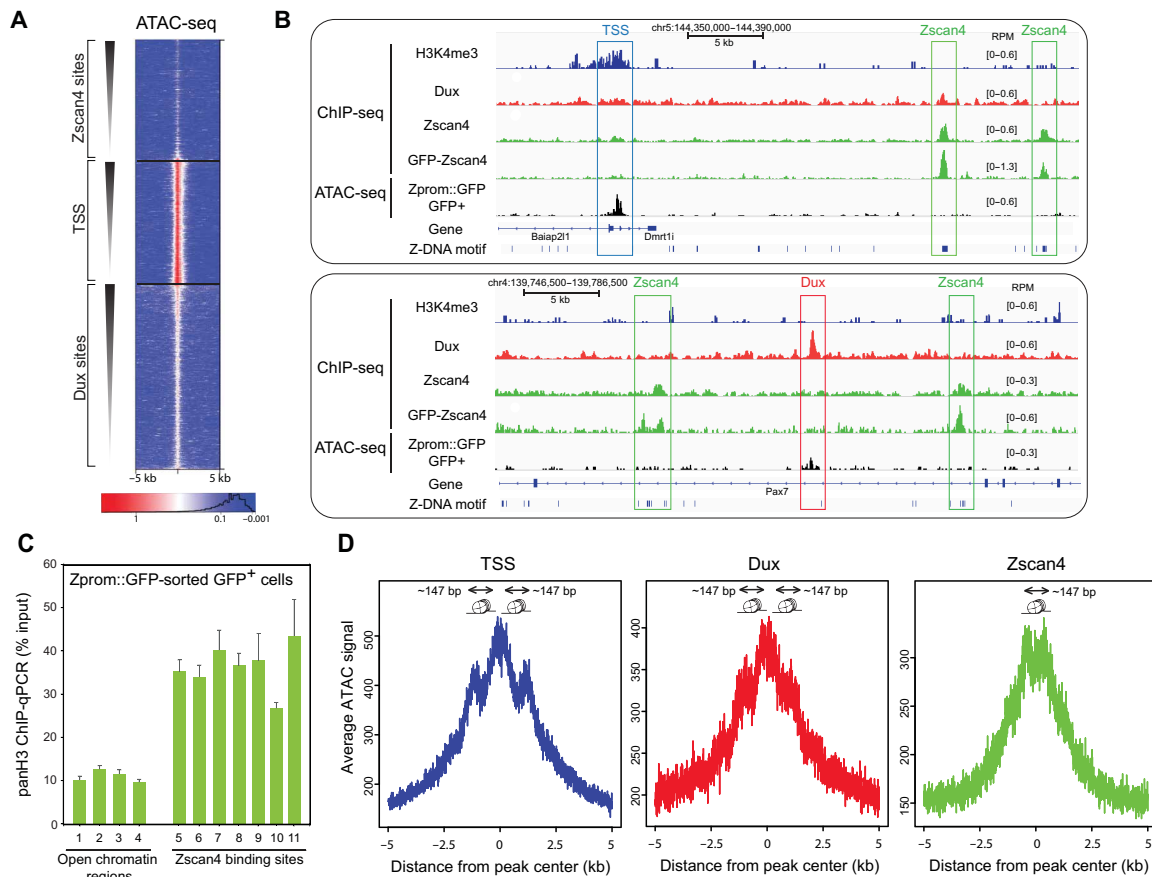 A
ATAC-seq
Zscan4 sites
TSS
Dux sites
−5 kb
5 kb
1
0.1
−0.001
B
TSS
chr5:144,350,000−144,390,000
5 kb
Zscan4
RPM
Zscan4
H3K4me3
[0−0.6]
Dux
[0−0.6]
ChIP-seq
Zscan4
[0−0.6]
GFP-Zscan4
[0−1.3]
ATAC-seq
Zprom::GFP
GFP+
[0−0.6]
Gene
Baiap2l1
Dmrt1i
Z-DNA motif
chr4:139,746,500−139,786,500
5 kb
Zscan4
Dux
Zscan4
RPM
H3K4me3
[0−0.6]
Dux
[0−0.6]
ChIP-seq
Zscan4
[0−0.3]
GFP-Zscan4
[0−0.6]
ATAC-seq
Zprom::GFP
GFP+
[0−0.3]
Gene
Pax7
Z-DNA motif
C
Zprom::GFP-sorted GFP+ cells
panH3 ChIP-qPCR (% input)
60
50
40
30
20
10
0
1 2 3 4 5 6 7 8 9 10 11
Open chromatin
regions
Zscan4 binding sites
D
TSS
~147 bp
~147 bp
Average ATAC signal
500
400
300
200
−5 −2.5 0 2.5 5
Distance from peak center (kb)
Dux
~147 bp
~147 bp
400
350
300
250
200
−5 −2.5 0 2.5 5
Distance from peak center (kb)
Zscan4
~147 bp
300
250
200
150
−5 −2.5 0 2.5 5
Distance from peak center (kb)